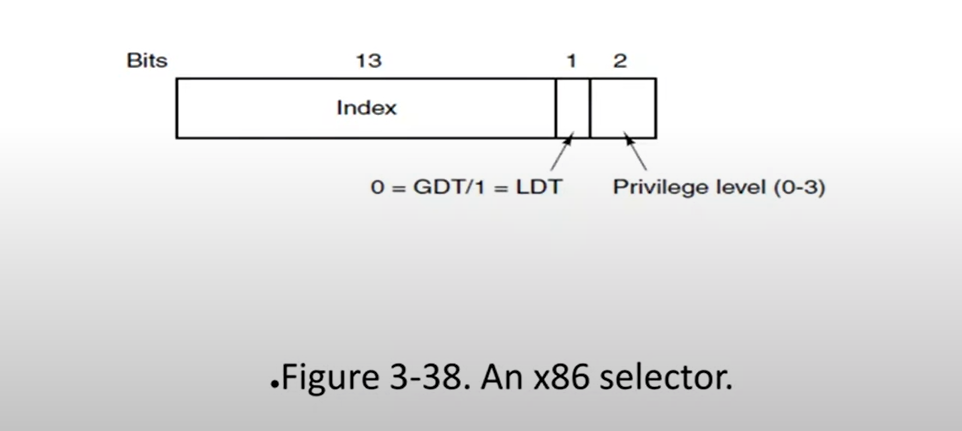 Bits 13 1 2
Index
0 = GDT/1 = LDT Privilege level (0-3)
•Figure 3-38. An x86 selector.